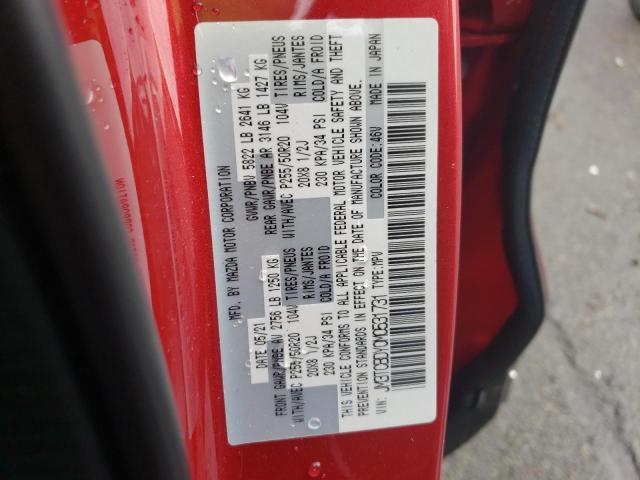 MFD. BY MAZDA MOTOR CORPORATION
DATE 05/21 GVWR/PNBV 5822 LB 2641 KG
FRONT GAWR/PNBE AV 2756 LB 1250 KG REAR GAWR/PNBE AR 3146 LB 1427 KG
WITH/AVEC P255/50R20 104V TIRES/PNEUS WITH/AVEC P255/50R20 104V TIRES/PNEUS
20X8 1/2J RIMS/JANTES 20X8 1/2J RIMS/JANTES
230 KPA/34 PSI COLD/A FROID 230 KPA/34 PSI COLD/A FROID
THIS VEHICLE CONFORMS TO ALL APPLICABLE FEDERAL MOTOR VEHICLE SAFETY AND THEFT
PREVENTION STANDARDS IN EFFECT ON THE DATE OF MANUFACTURE SHOWN ABOVE.
VIN: JM3TCBDY0M0531731 TYPE:MPV COLOR CODE:46V MADE IN JAPAN